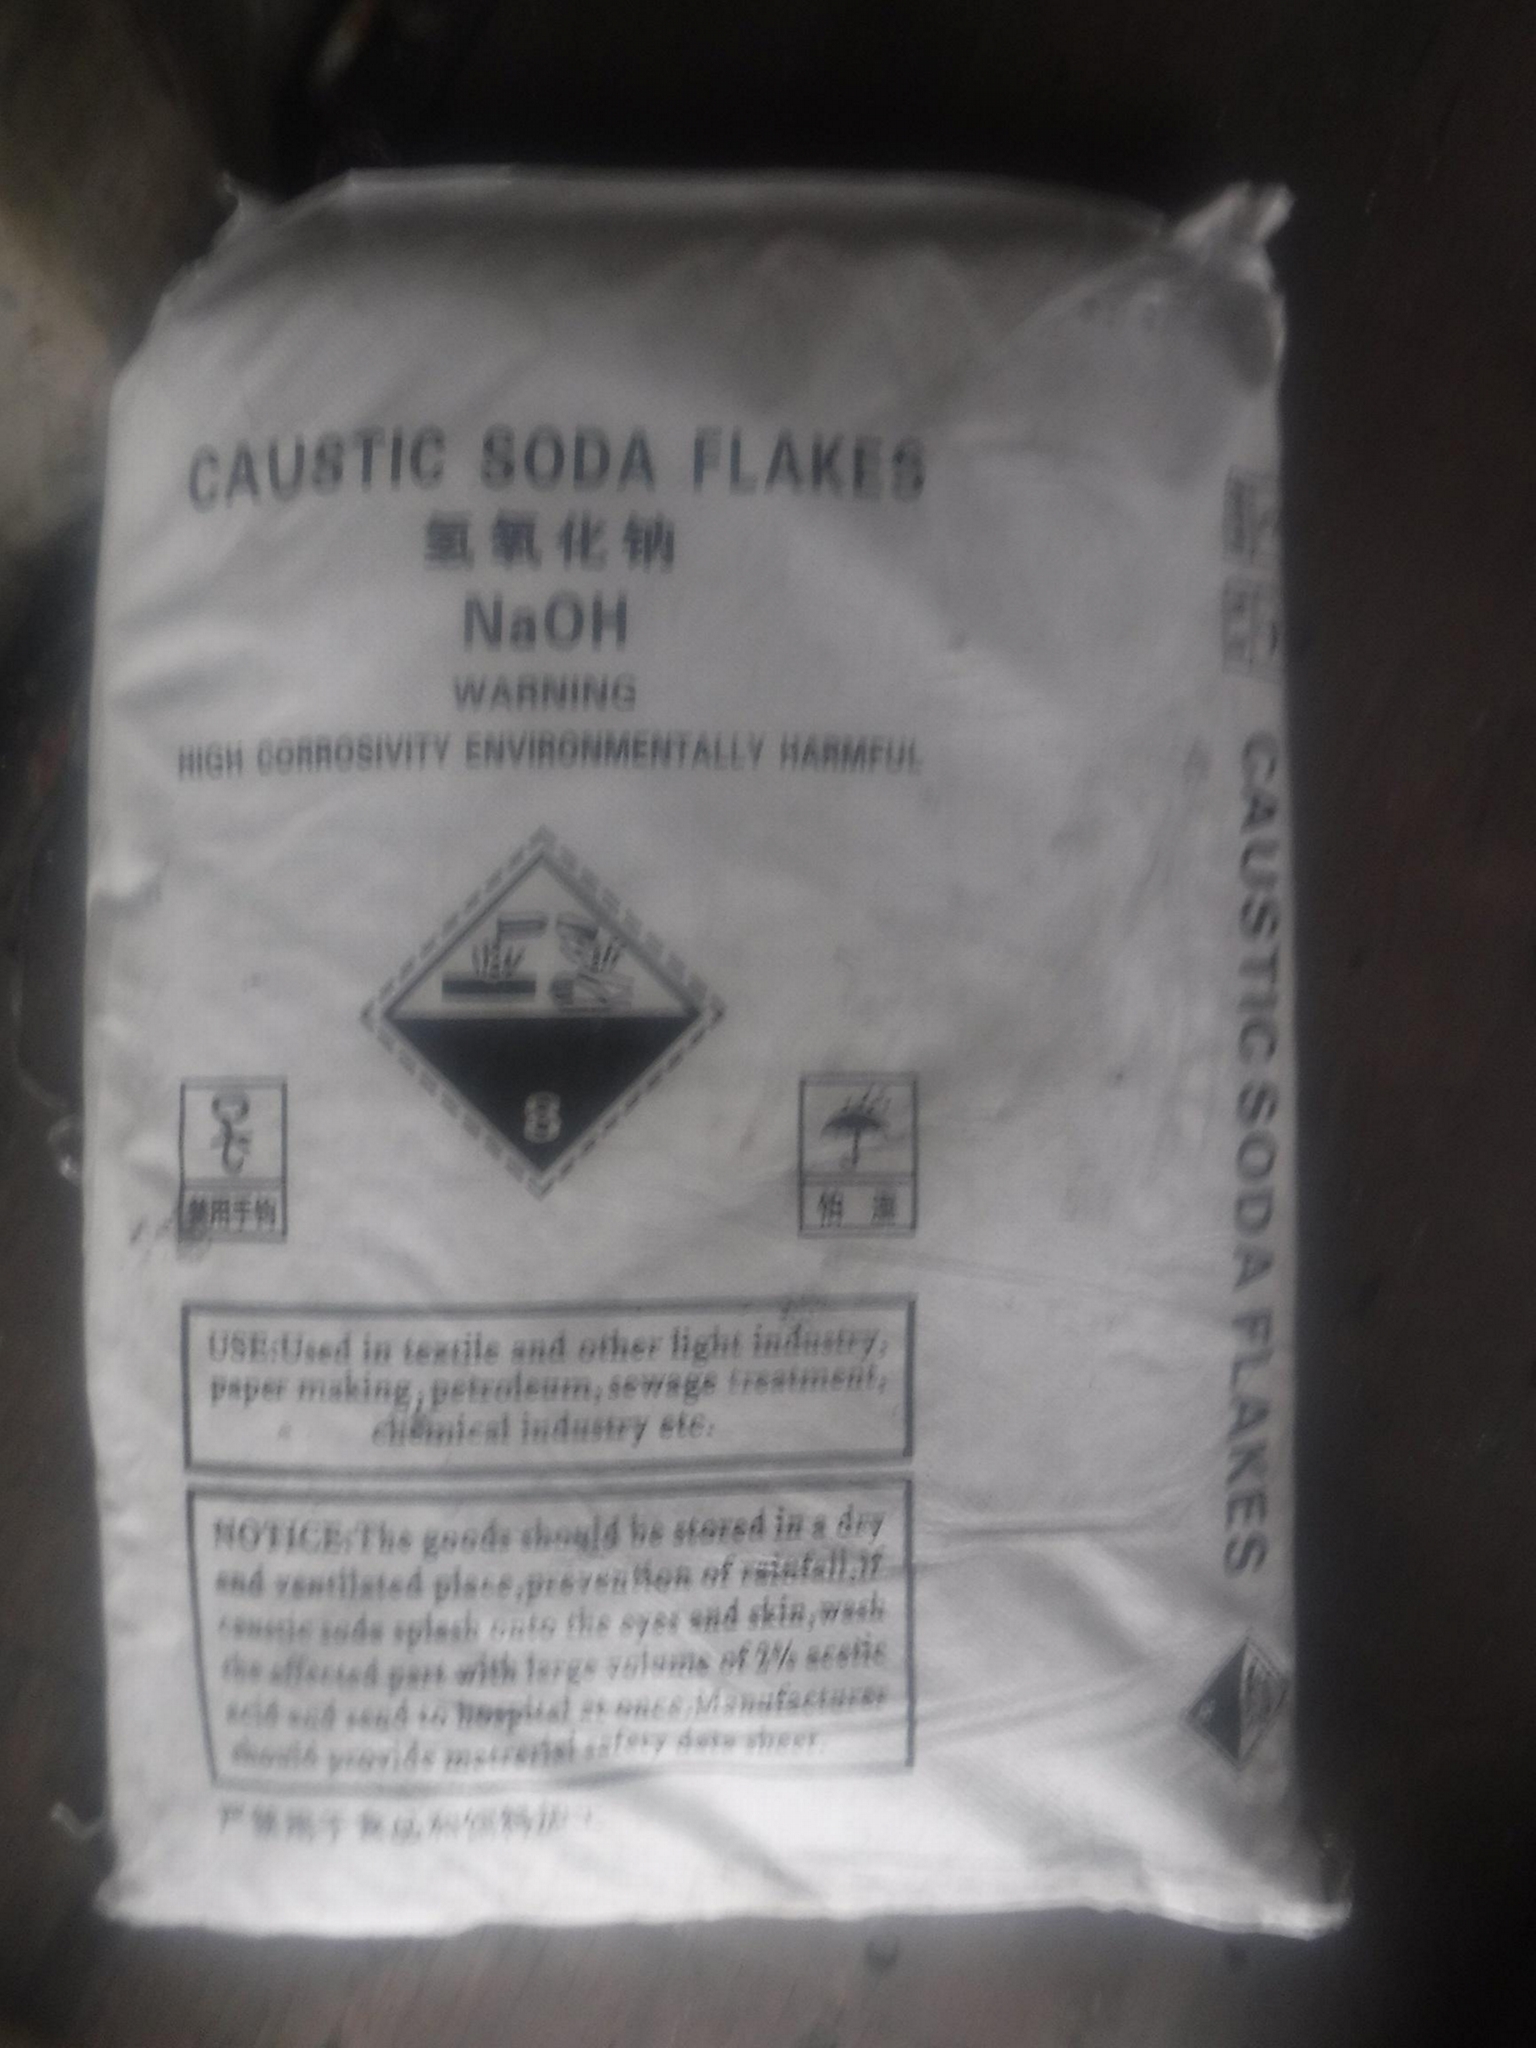 CAUSTIC SODA FLAKES
氢氧化钠
NaOH
WARNING
HIGH CORROSIVITY ENVIRONMENTALLY HARMFUL
8
禁用手钩
怕 湿
USE:Used in textile and other light industry,
paper making, petroleum, sewage treatment,
chemical industry etc.
NOTICE:The goods should be stored in a dry
and ventilated place,prevention of rainfall,if
caustic soda splash onto the eyes and skin,wash
the affected part with large volume of 2% acetic
acid and send to hospital at once.Manufacturer
should provide material safety data sheet.
CAUSTIC SODA FLAKES
8